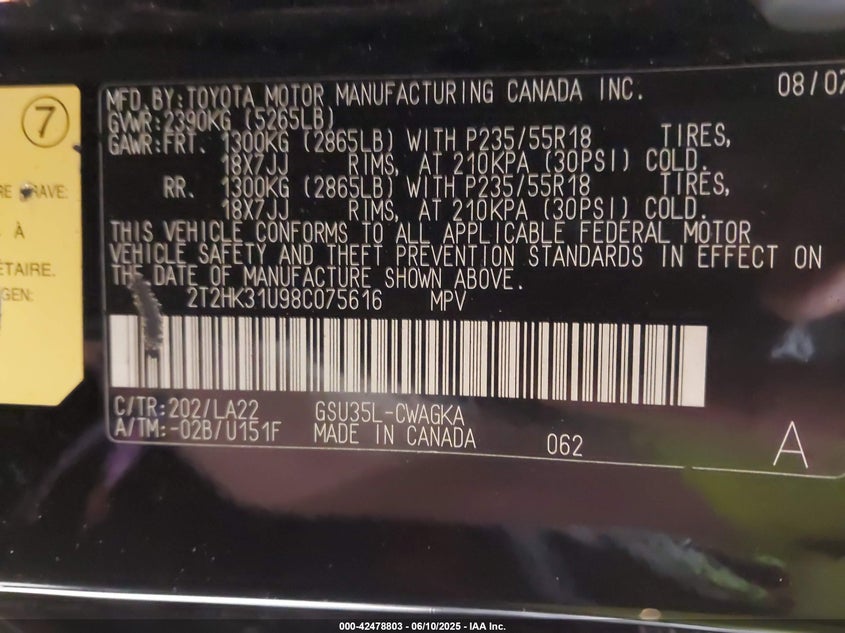 7
RE GRAVE:
À
ÉTAIRE.
GEN:
MFD. BY: TOYOTA MOTOR MANUFACTURING CANADA INC. 08/07
GVWR: 2390KG (5265LB)
GAWR: FRT. 1300KG (2865LB) WITH P235/55R18 TIRES,
18X7JJ RIMS, AT 210KPA (30PSI) COLD.
RR. 1300KG (2865LB) WITH P235/55R18 TIRES,
18X7JJ RIMS, AT 210KPA (30PSI) COLD.
THIS VEHICLE CONFORMS TO ALL APPLICABLE FEDERAL MOTOR
VEHICLE SAFETY AND THEFT PREVENTION STANDARDS IN EFFECT ON
THE DATE OF MANUFACTURE SHOWN ABOVE.
2T2HK31U98C075616 MPV
C/TR: 202/LA22 GSU35L-CWAGKA
A/TM: -02B/U151F MADE IN CANADA 062 A
000-42478803 - 06/10/2025 - IAA Inc.